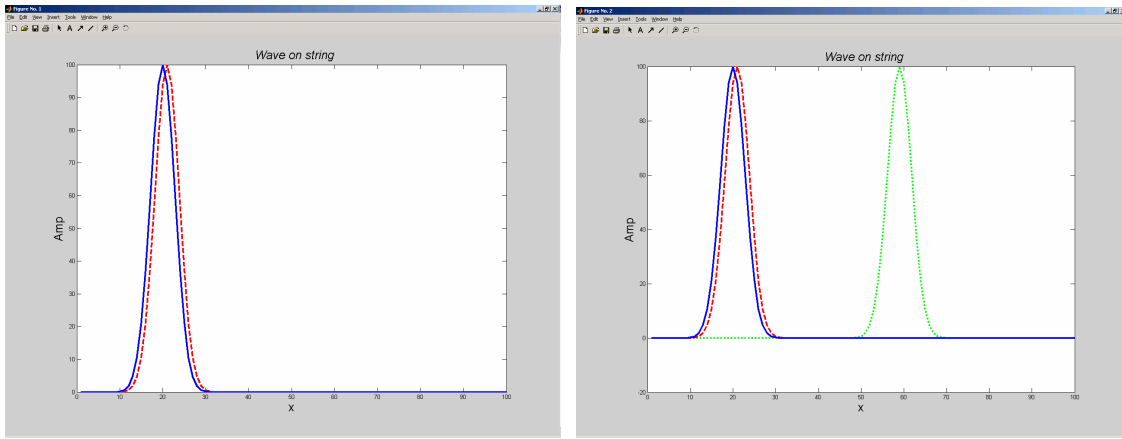 Figure No. 1
File Edit View Insert Tools Window Help
Wave on string
100
90
80
70
60
50
40
30
20
10
0
Amp
0 10 20 30 40 50 60 70 80 90 100
X
Figure No. 2
File Edit View Insert Tools Window Help
Wave on string
100
80
60
40
20
0
-20
Amp
0 10 20 30 40 50 60 70 80 90 100
X